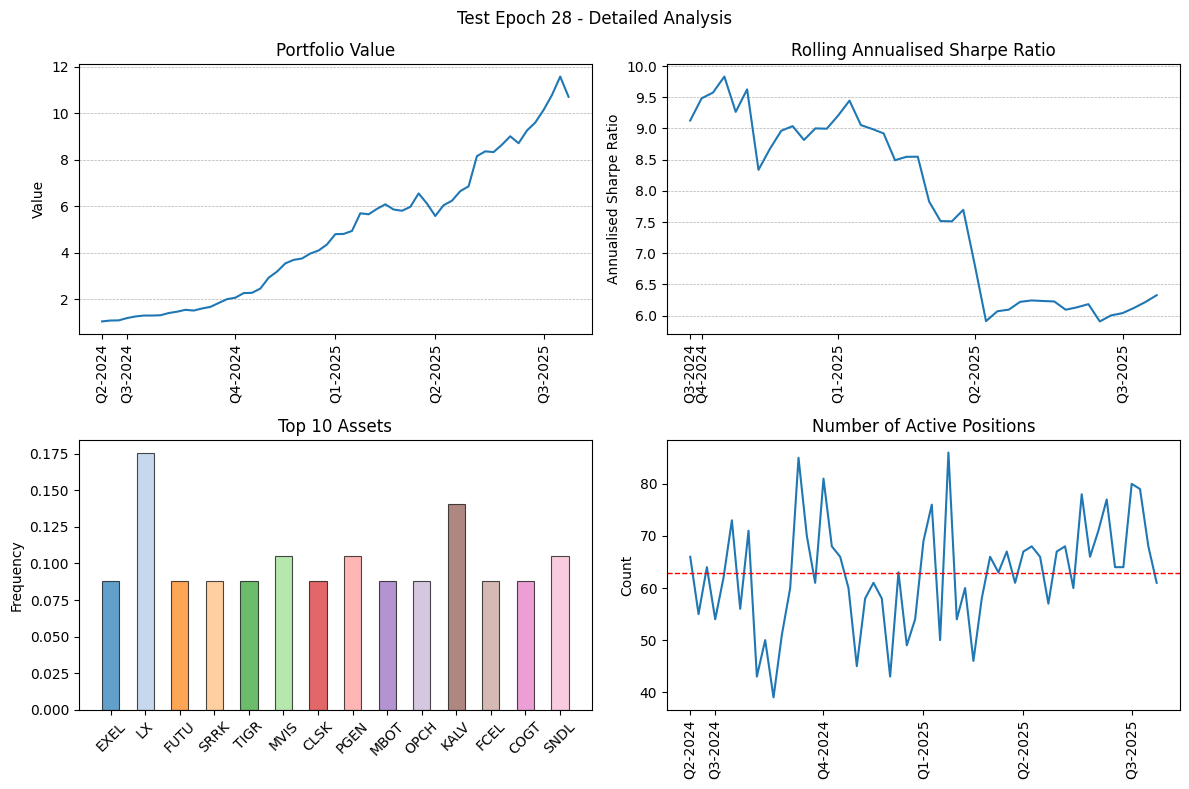 Test Epoch 28 - Detailed Analysis
Portfolio Value
Value
12
10
8
6
4
2
Q2-2024
Q3-2024
Q4-2024
Q1-2025
Q2-2025
Q3-2025
Rolling Annualised Sharpe Ratio
Annualised Sharpe Ratio
10.0
9.5
9.0
8.5
8.0
7.5
7.0
6.5
6.0
Q3-2024
Q4-2024
Q1-2025
Q2-2025
Q3-2025
Top 10 Assets
Frequency
0.175
0.150
0.125
0.100
0.075
0.050
0.025
0.000
EXEL
LX
FUTU
SRRK
TIGR
MVIS
CLSK
PGEN
MBOT
OPCH
KALV
FCEL
COGT
SNDL
Number of Active Positions
Count
80
70
60
50
40
Q2-2024
Q3-2024
Q4-2024
Q1-2025
Q2-2025
Q3-2025